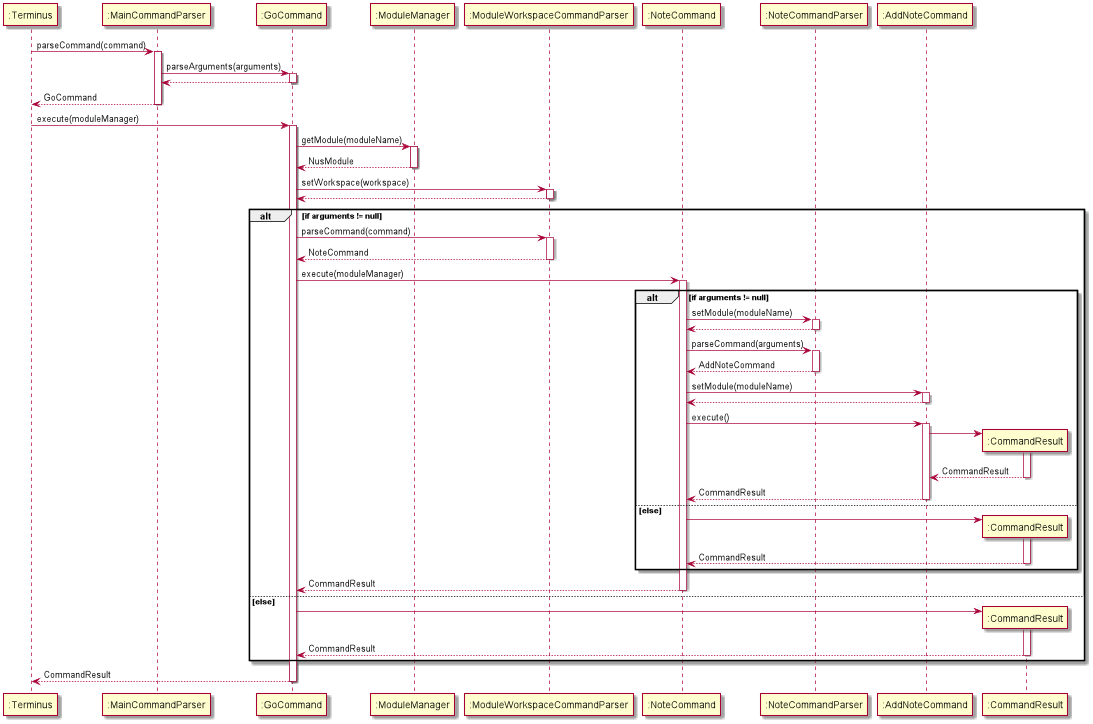 :Terminus :MainCommandParser :GoCommand :ModuleManager :ModuleWorkspaceCommandParser :NoteCommand :NoteCommandParser :AddNoteCommand
parseCommand(command)
parseArguments(arguments)
GoCommand
execute(moduleManager)
getModule(moduleName)
NusModule
setWorkspace(workspace)
alt [if arguments != null]
parseCommand(command)
NoteCommand
execute(moduleManager)
alt [if arguments != null]
setModule(moduleName)
parseCommand(arguments)
AddNoteCommand
setModule(moduleName)
execute()
:CommandResult
CommandResult
CommandResult
[else]
:CommandResult
CommandResult
CommandResult
[else]
:CommandResult
CommandResult
CommandResult
:Terminus :MainCommandParser :GoCommand :ModuleManager :ModuleWorkspaceCommandParser :NoteCommand :NoteCommandParser :AddNoteCommand :CommandResult